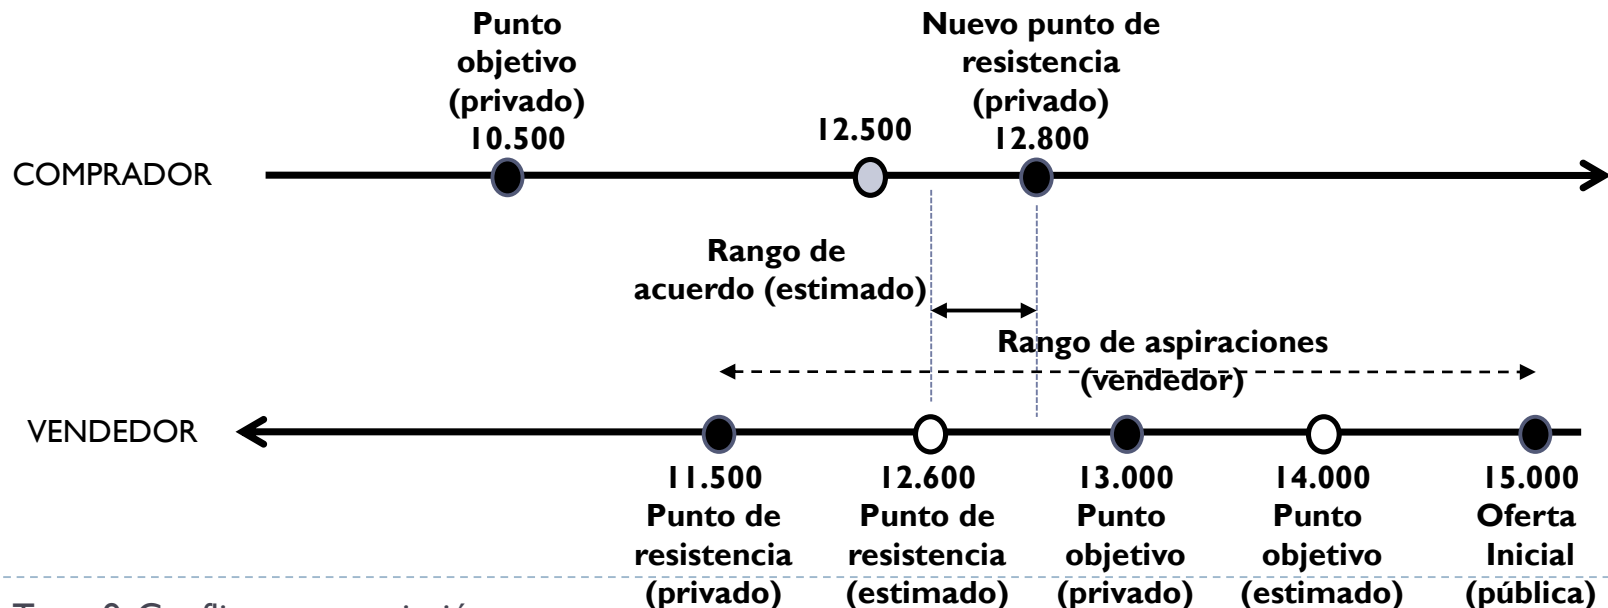 Punto
objetivo
(privado)
10.500
12.500
Nuevo punto de
resistencia
(privado)
12.800
COMPRADOR
Rango de
acuerdo (estimado)
Rango de aspiraciones
(vendedor)
VENDEDOR
11.500
Punto de
resistencia
(privado)
12.600
Punto de
resistencia
(estimado)
13.000
Punto
objetivo
(privado)
14.000
Punto
objetivo
(estimado)
15.000
Oferta
Inicial
(pública)